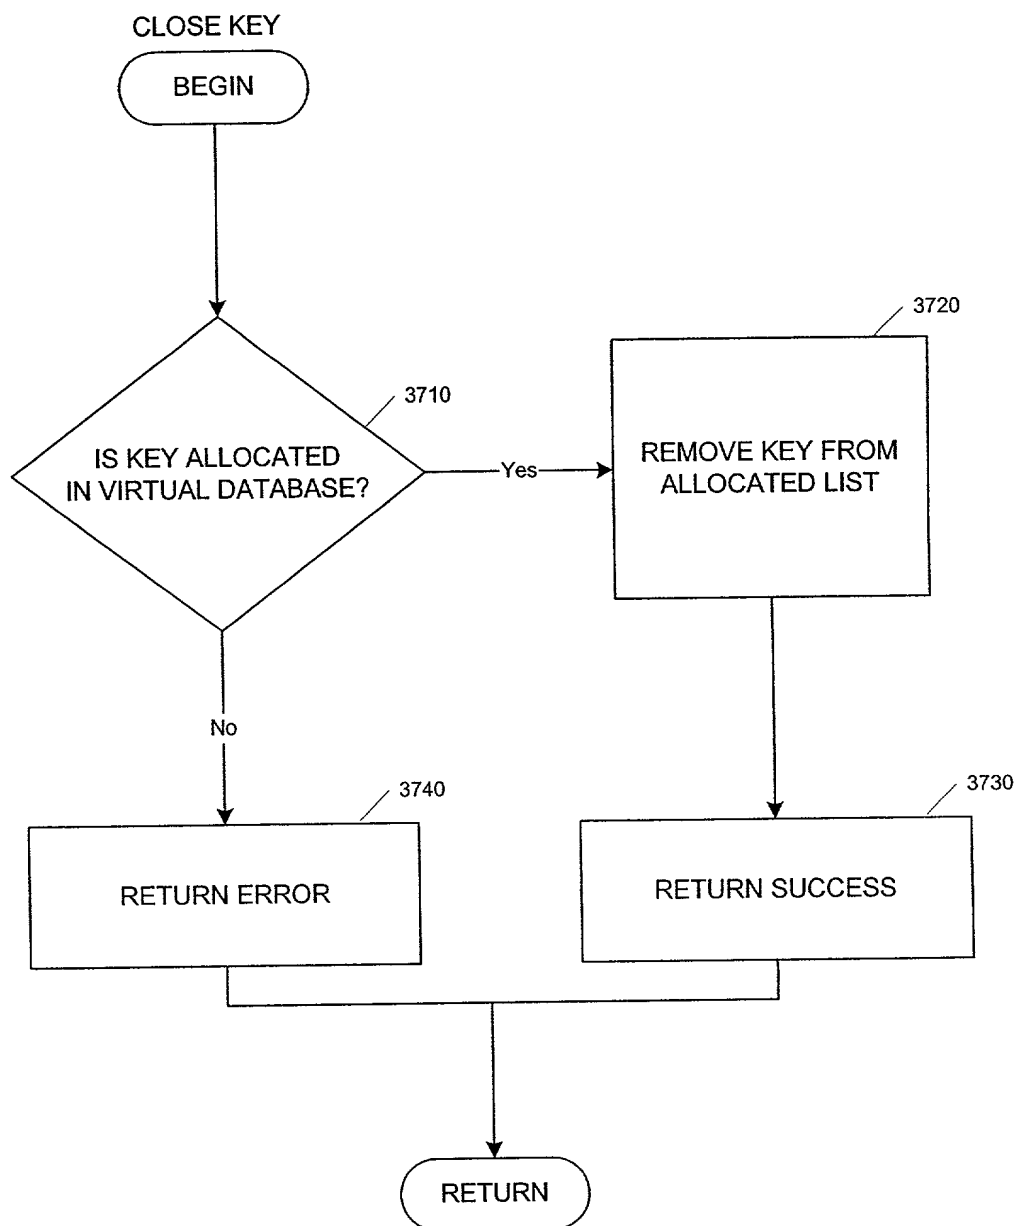 CLOSE KEY
BEGIN
3710
IS KEY ALLOCATED
IN VIRTUAL DATABASE?
Yes
3720
REMOVE KEY FROM
ALLOCATED LIST
No
3740
RETURN ERROR
3730
RETURN SUCCESS
RETURN